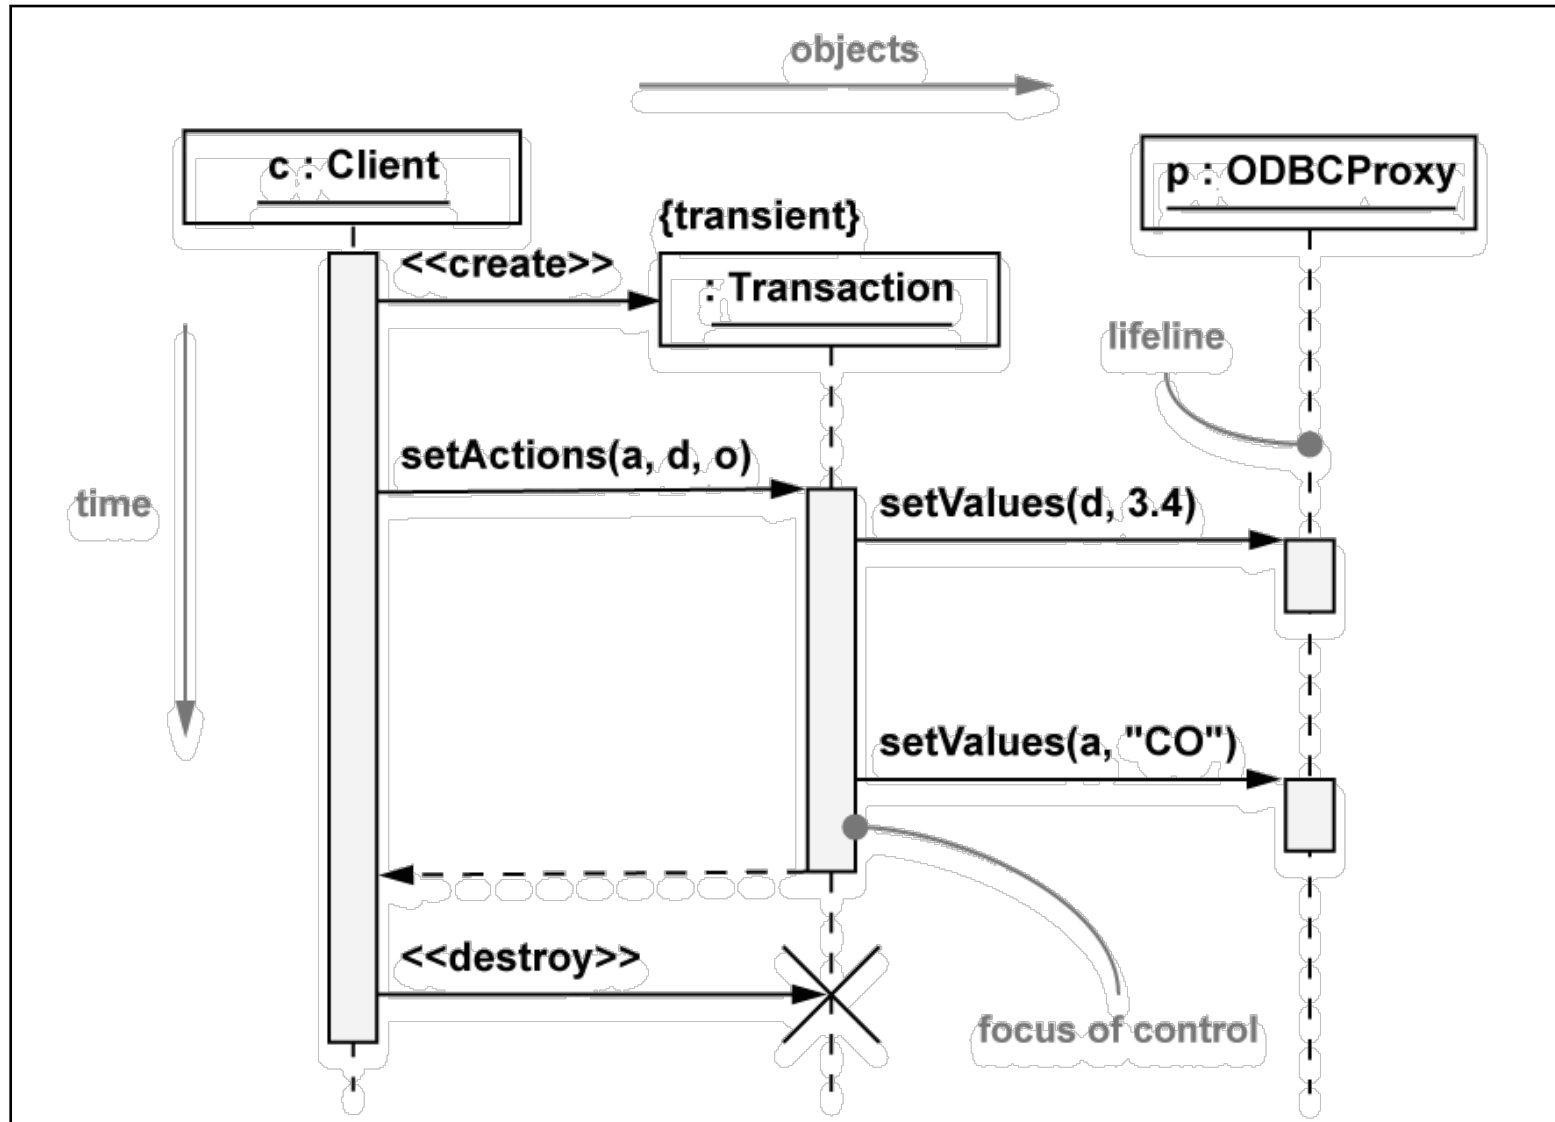 objects
c : Client
p : ODBCProxy
{transient}
<<create>>
: Transaction
lifeline
setActions(a, d, o)
time
setValues(d, 3.4)
setValues(a, "CO")
<<destroy>>
focus of control